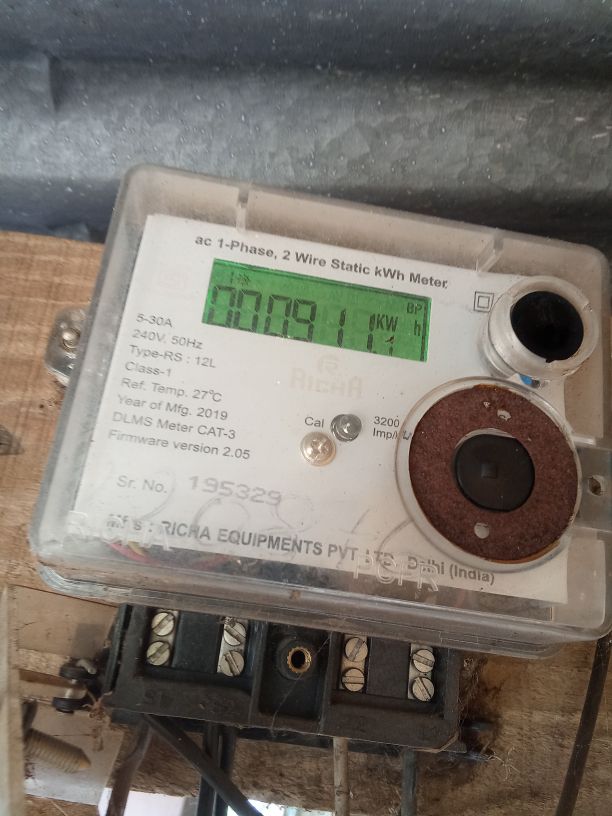 ac 1-Phase, 2 Wire Static kWh Meter
BP
000911.1 KW h
5-30A
240V. 50Hz
Type-RS : 12L
Class-1
Ref. Temp. 27°C
Year of Mfg. 2019
DLMS Meter CAT-3
Firmware version 2.05
RICHA
Cal
3200
Sr. No. 195329
RICHA
: RICHA EQUIPMENTS PVT. LTD. Delhi (India)